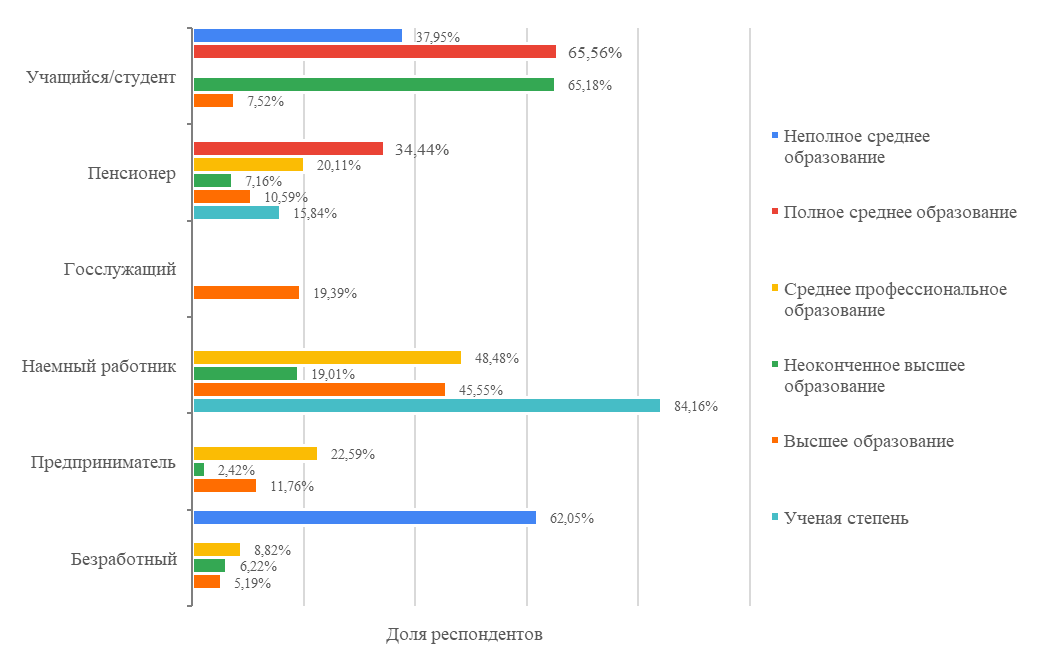 37,95%
65,56%
Учащийся/студент
65,18%
7,52%
34,44%
Пенсионер
20,11%
7,16%
10,59%
15,84%
Госслужащий
19,39%
48,48%
Наемный работник
19,01%
45,55%
84,16%
22,59%
Предприниматель
2,42%
11,76%
62,05%
8,82%
Безработный
6,22%
5,19%
Доля респондентов
Неполное среднее
образование
Полное среднее образование
Среднее профессиональное
образование
Неоконченное высшее
образование
Высшее образование
Ученая степень